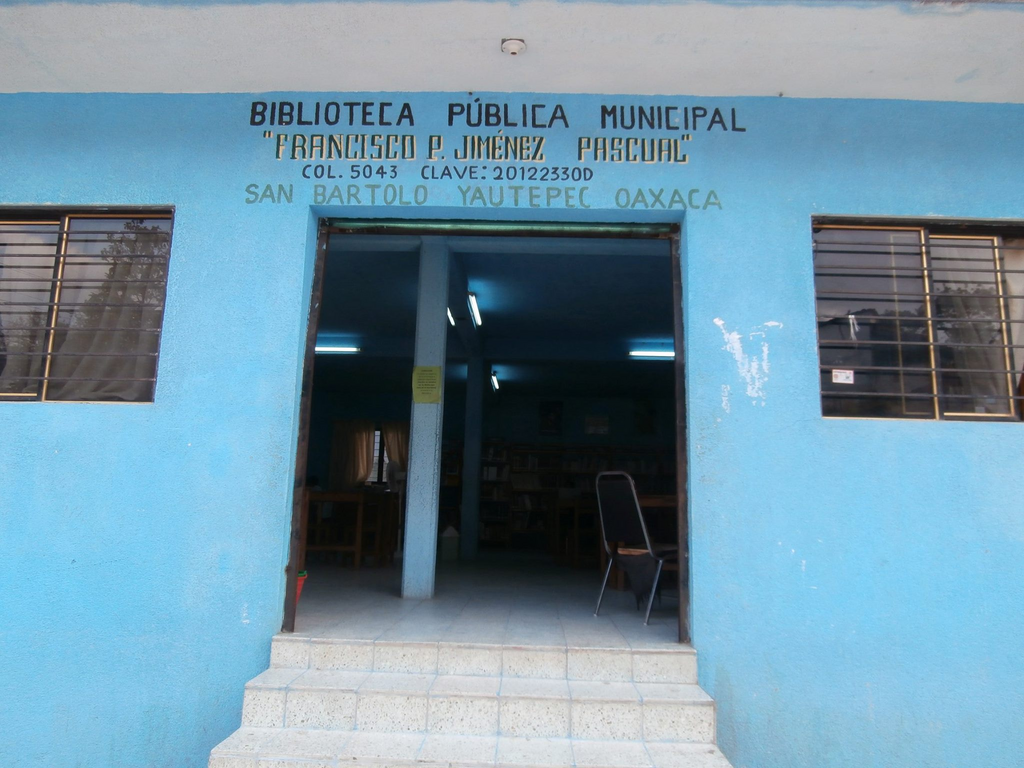 BIBLIOTECA PÚBLICA MUNICIPAL
"FRANCISCO P. JIMÉNEZ PASCUAL"
COL. 5043 CLAVE: 20122330D
SAN BARTOLO YAUTEPEC OAXACA